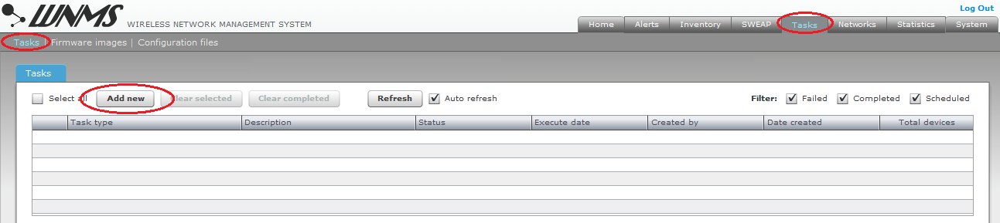 Log Out
WNMS WIRELESS NETWORK MANAGEMENT SYSTEM
Home Alerts Inventory SWEAP Tasks Networks Statistics System
Tasks | Firmware images | Configuration files
Tasks
Select all Add new Clear selected Clear completed Refresh Auto refresh Filter: Failed Completed Scheduled
Task type Description Status Execute date Created by Date created Total devices